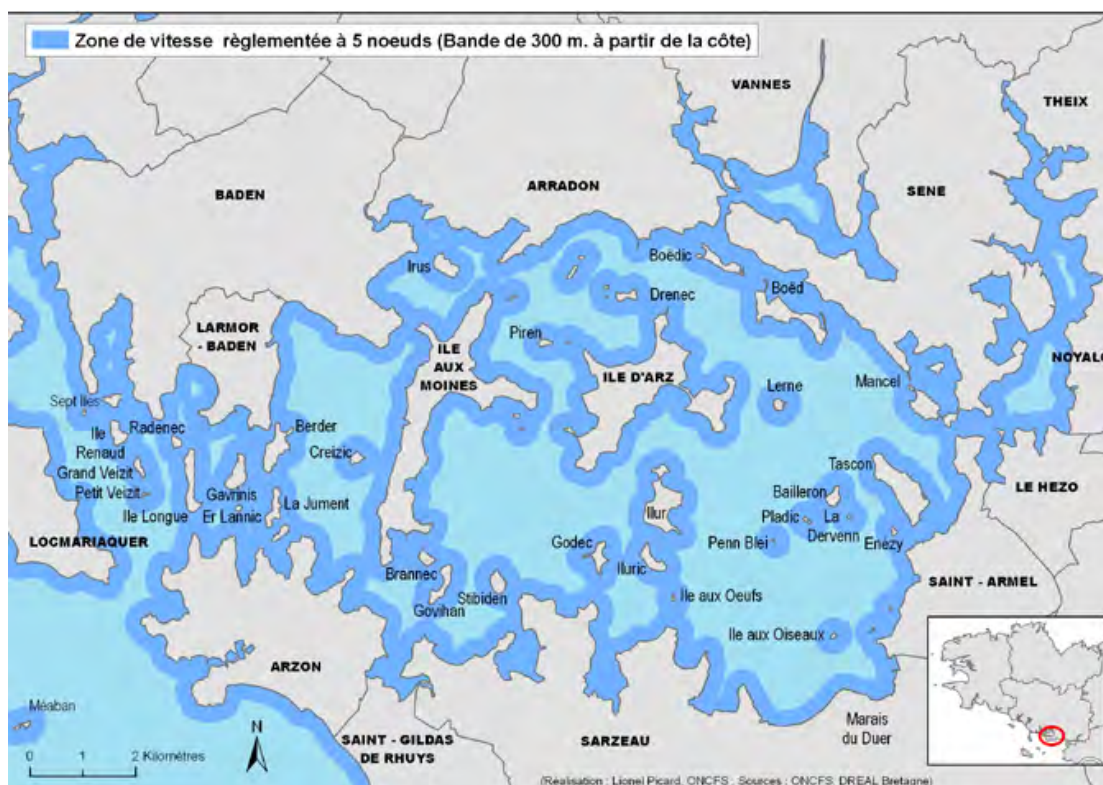 Zone de vitesse règlementée à 5 noeuds (Bande de 300 m. à partir de la côte)
VANNES
THEIX
BADEN
ARRADON
SENE
Irus
Boëdic
Boëd
Drenec
LARMOR
- BADEN
Piren
ILE
AUX
MOINES
ILE D'ARZ
NOYALO
Lerne
Mancel
Sept Iles
Ile
Renaud
Radenec
Berder
Creizic
Grand Veizit
Petit Veizit
Gavrinis
La Jument
Ile Longue
Er Lannic
Tascon
Bailleron
LE HEZO
Illur
Pladic
La
Dervenn
Enezy
LOCMARIAQUER
Penn Blei
Godec
Iluric
Brannec
Govihan
Stibiden
SAINT - ARMEL
Ile aux Oeufs
Ile aux Oiseaux
ARZON
Méaban
N
SAINT - GILDAS
DE RHUYS
SARZEAU
Marais
du Duer
0 1 2 Kilomètres
(Réalisation : Lionel Picard, ONCFS ; Sources : ONCFS, DREAL Bretagne)